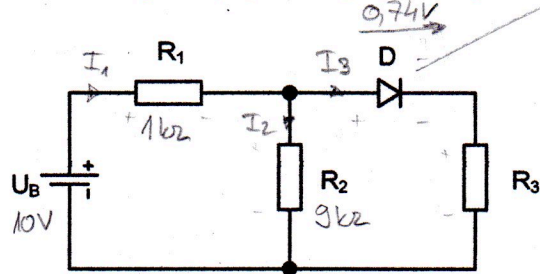 0,74V
I1 R1 I3 D
+ - + -
1kΩ I2
UB + - R2 R3
10V 9kΩ